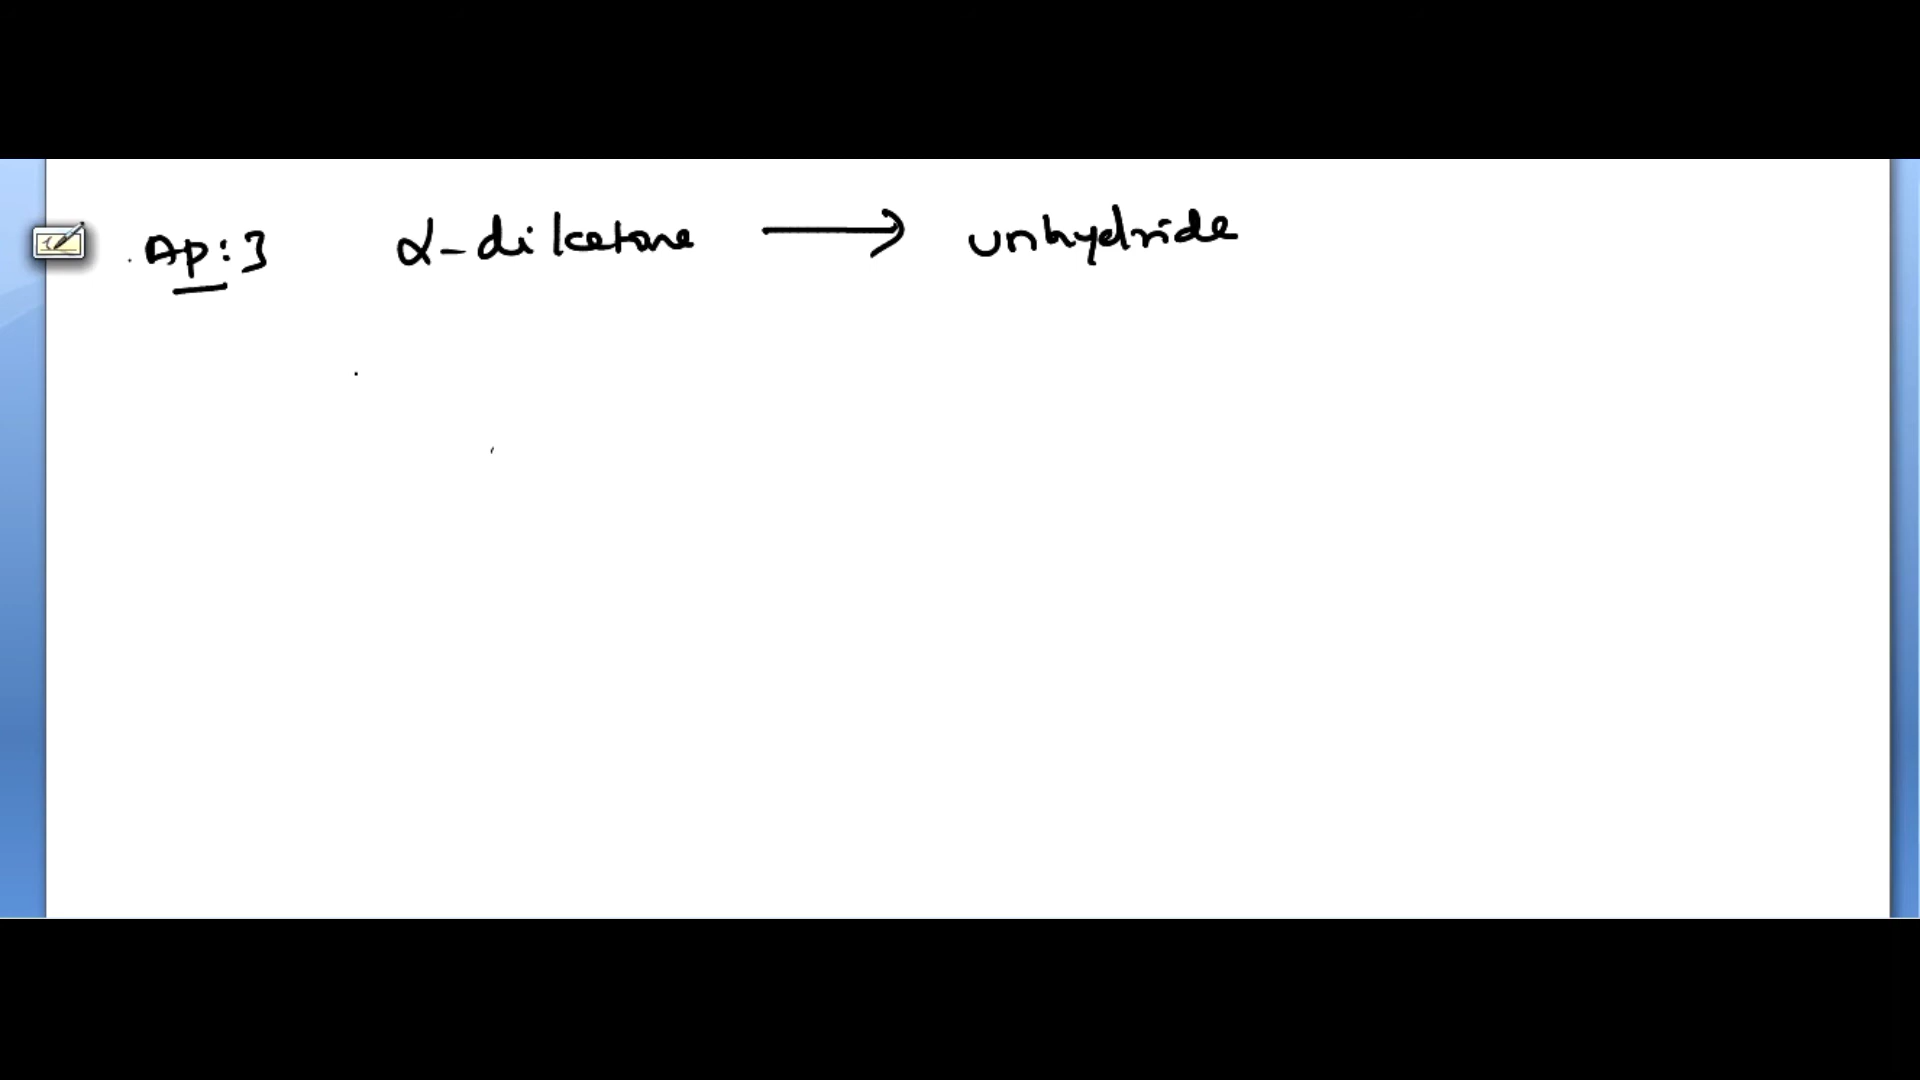 Ap:3 α-diketone → unhydride